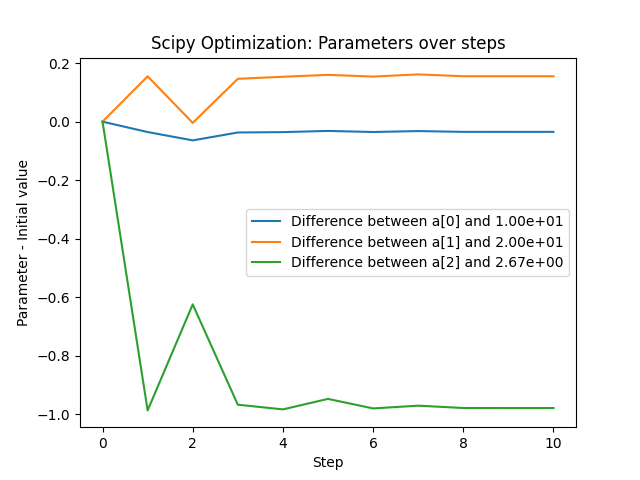 Scipy Optimization: Parameters over steps
Parameter - Initial value
0.2
0.0
−0.2
−0.4
−0.6
−0.8
−1.0
Difference between a[0] and 1.00e+01
Difference between a[1] and 2.00e+01
Difference between a[2] and 2.67e+00
0 2 4 6 8 10
Step